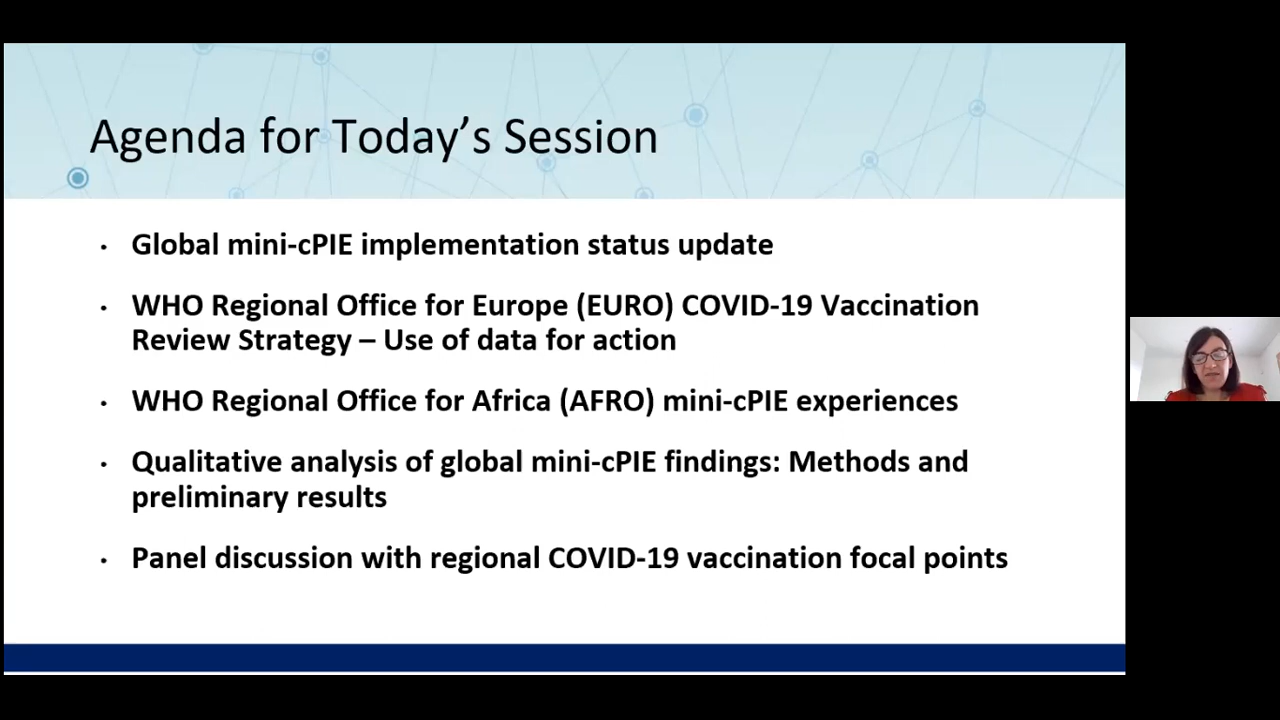 Agenda for Today's Session
• Global mini-cPIE implementation status update
• WHO Regional Office for Europe (EURO) COVID-19 Vaccination
Review Strategy – Use of data for action
• WHO Regional Office for Africa (AFRO) mini-cPIE experiences
• Qualitative analysis of global mini-cPIE findings: Methods and
preliminary results
• Panel discussion with regional COVID-19 vaccination focal points